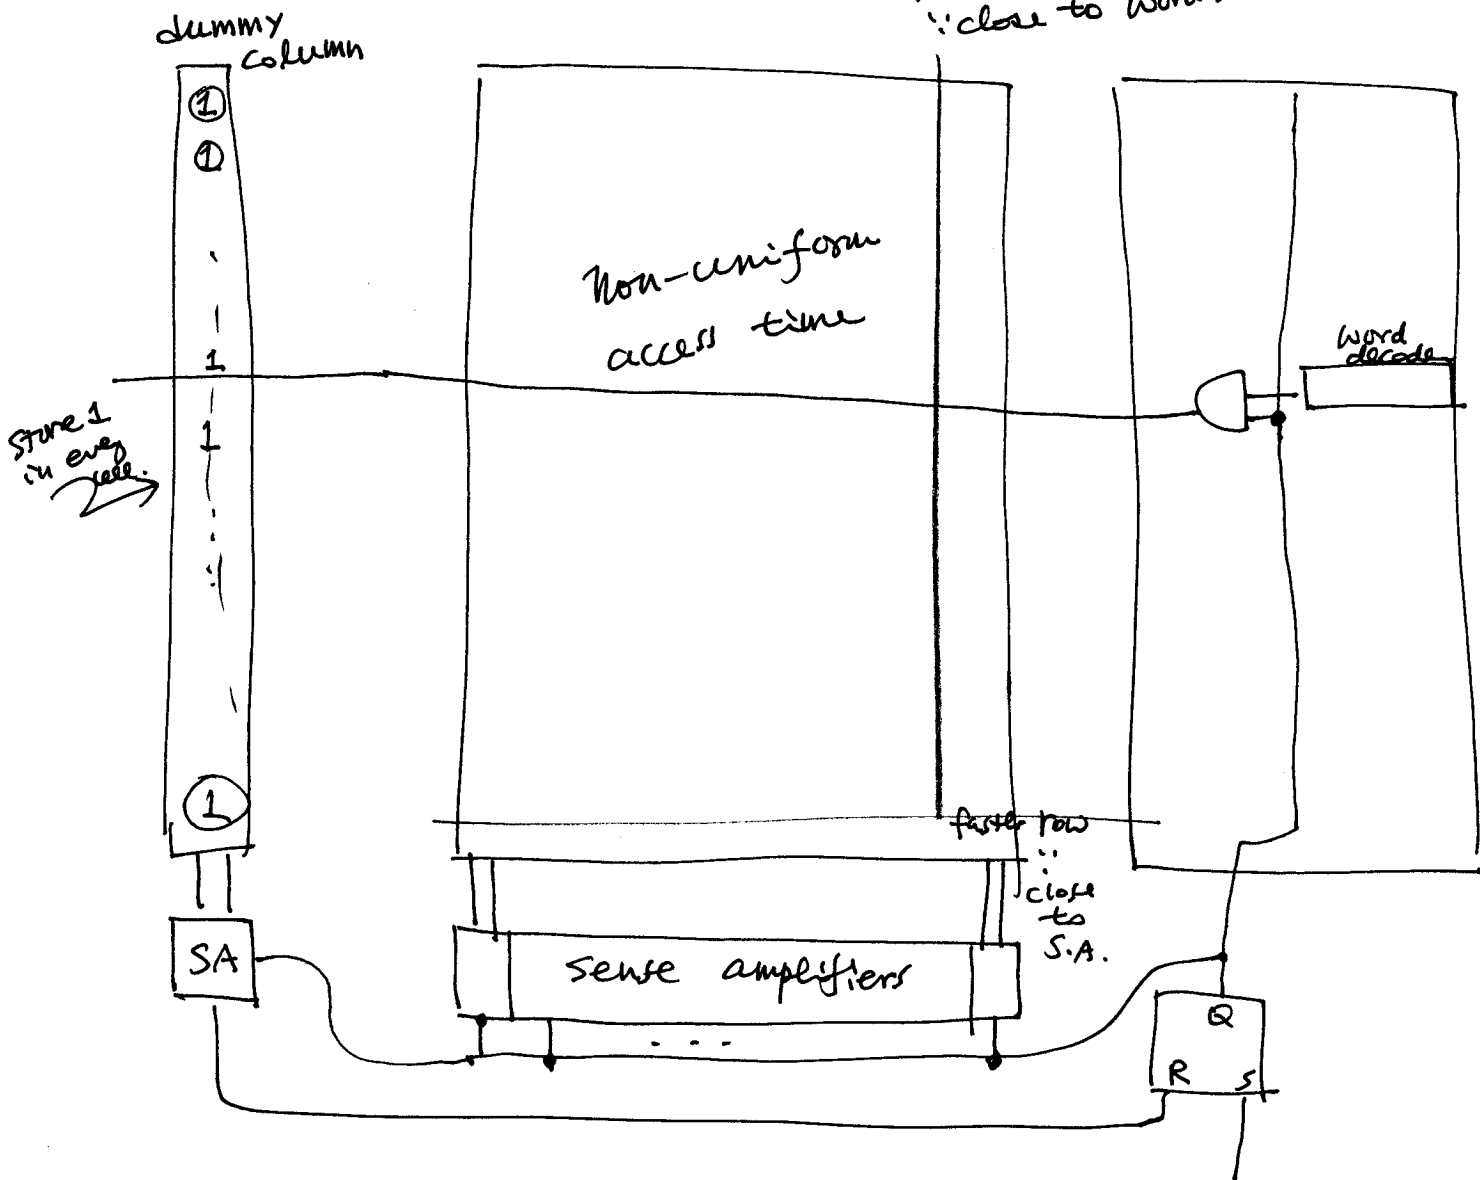 ∵ close to
dummy
column
1
1
Non-uniform
access time
word
decode
1
Store 1
in every
cell.
1
1
faster row
∵
close
to
S.A.
SA
sense amplifiers
Q
R S